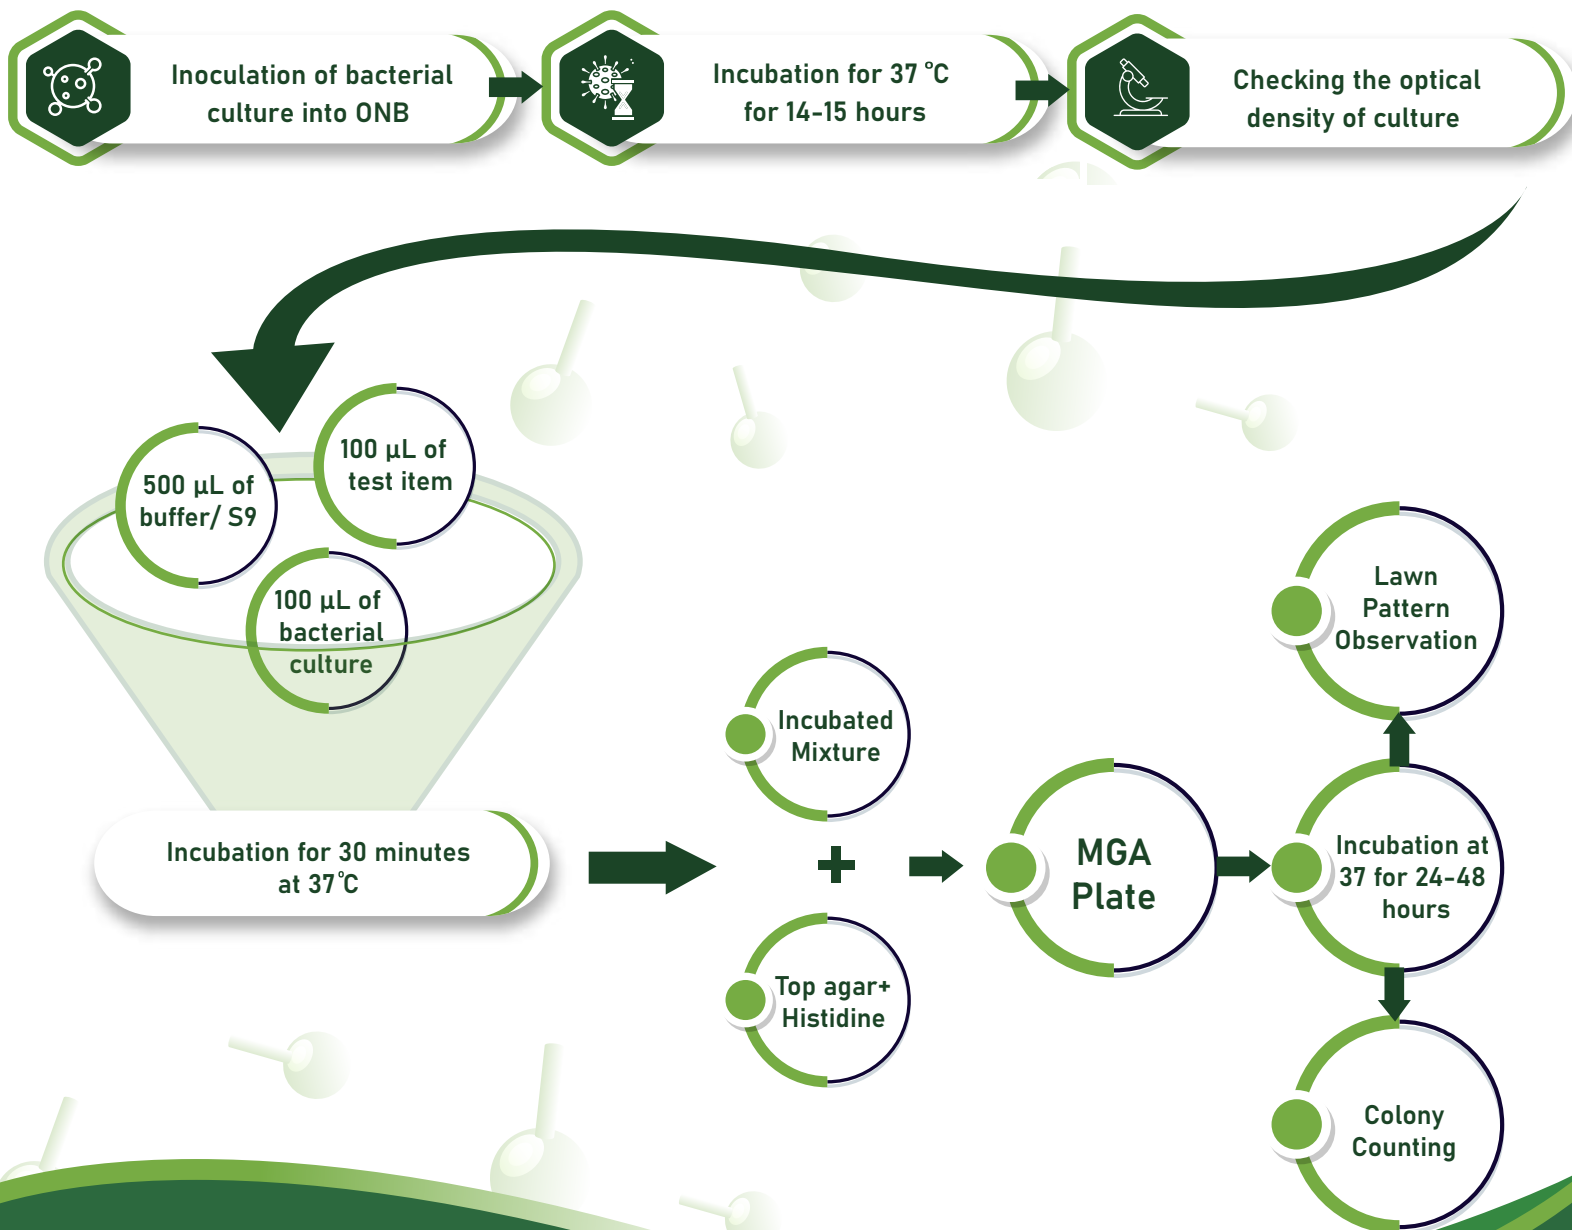 Inoculation of bacterial
culture into ONB
Incubation for 37 °C
for 14-15 hours
Checking the optical
density of culture
500 µL of
buffer/ S9
100 µL of
test item
100 µL of
bacterial
culture
Incubation for 30 minutes
at 37°C
Incubated
Mixture
+
Top agar+
Histidine
MGA
Plate
Incubation at
37 for 24-48
hours
Lawn
Pattern
Observation
Colony
Counting